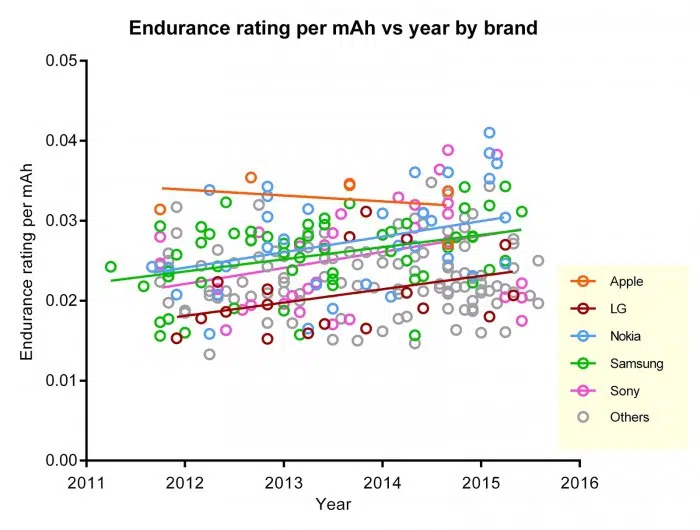 Endurance rating per mAh vs year by brand
Endurance rating per mAh
0.05
0.04
0.03
0.02
0.01
0.00
2011 2012 2013 2014 2015 2016
Year
Apple
LG
Nokia
Samsung
Sony
Others